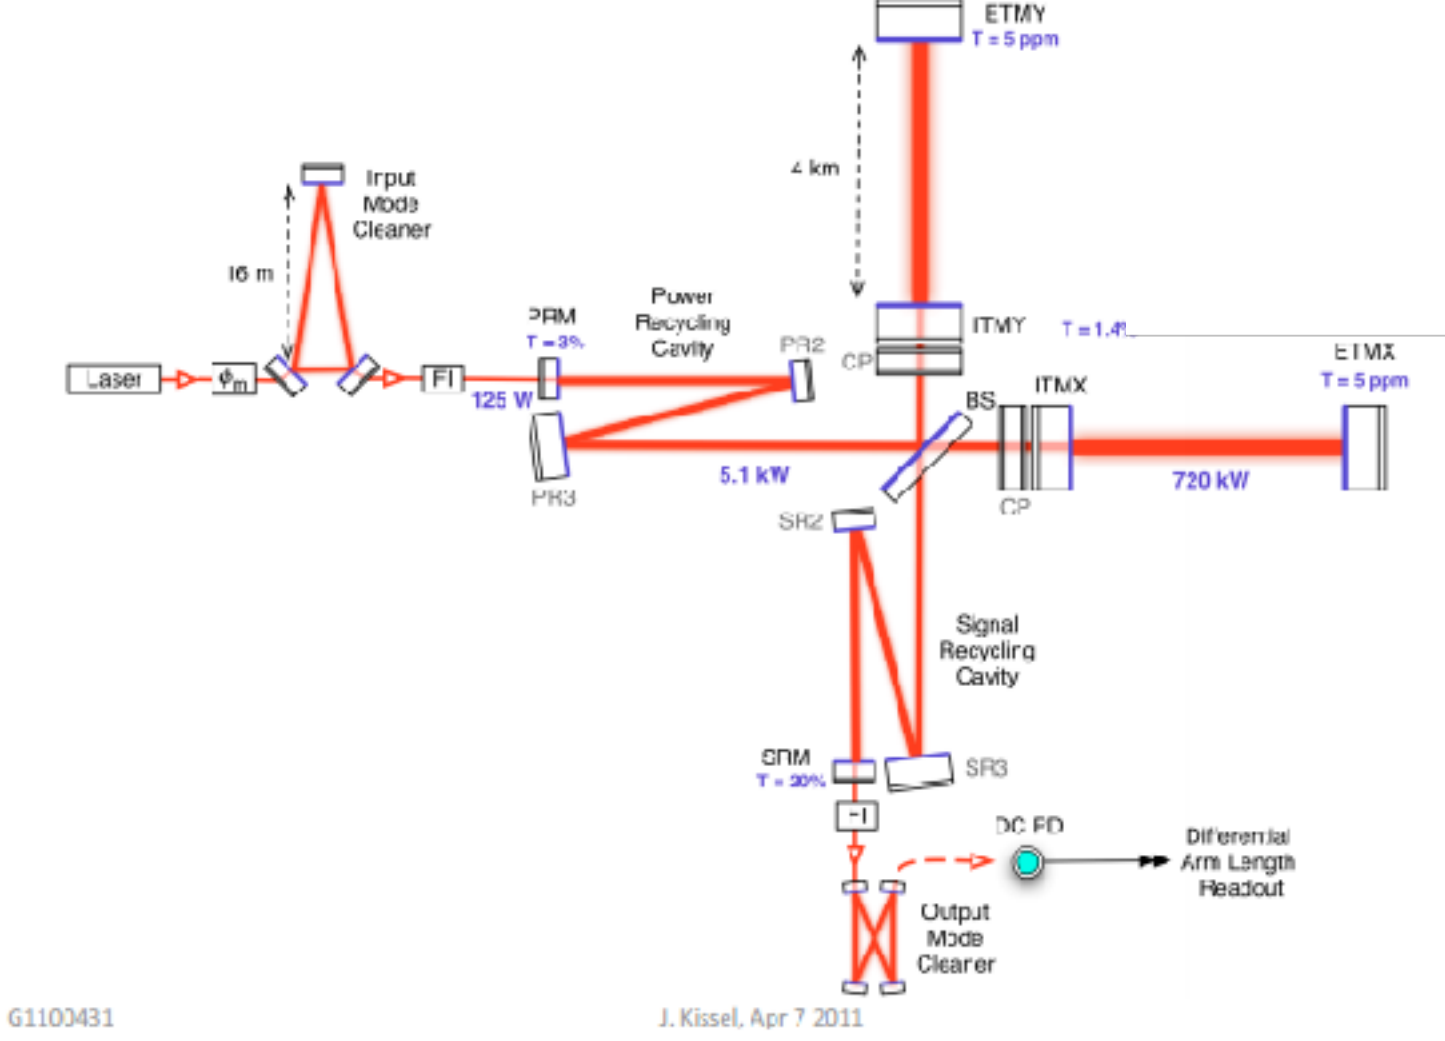 ETMY
T = 5 ppm
4 km
Input
Mode
Cleaner
16 m
Power
Recycling
Cavity
PRM
T = 3%
PR2
ITMY
T = 1.4%
CP
ETMX
T = 5 ppm
Laser
ϕm
FI
125 W
BS
ITMX
5.1 kW
720 kW
PR3
CP
SR2
Signal
Recycling
Cavity
SRM
T = 20%
SR3
FI
DC PD
Differential
Arm Length
Readout
Output
Mode
Cleaner
G1100431
J. Kissel, Apr 7 2011